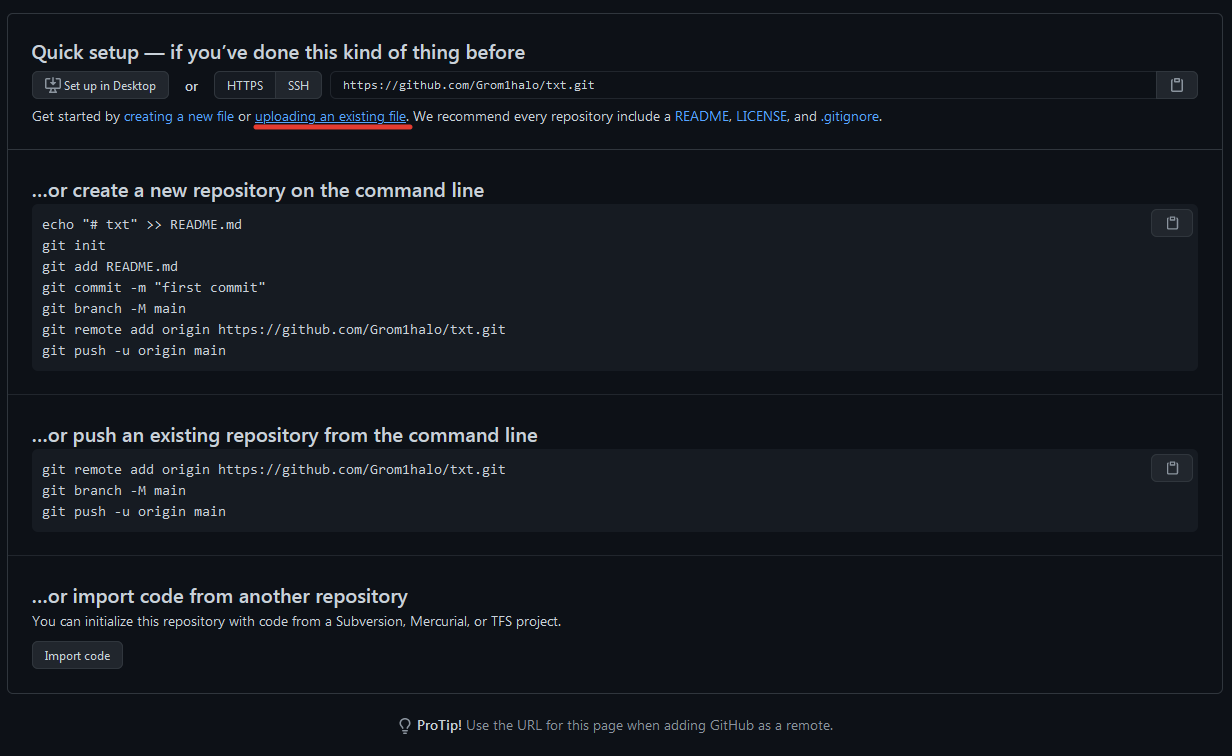 Quick setup — if you’ve done this kind of thing before
Set up in Desktop or HTTPS SSH https://github.com/Grom1halo/txt.git
Get started by creating a new file or uploading an existing file. We recommend every repository include a README, LICENSE, and .gitignore.
…or create a new repository on the command line
echo "# txt" >> README.md
git init
git add README.md
git commit -m "first commit"
git branch -M main
git remote add origin https://github.com/Grom1halo/txt.git
git push -u origin main
…or push an existing repository from the command line
git remote add origin https://github.com/Grom1halo/txt.git
git branch -M main
git push -u origin main
…or import code from another repository
You can initialize this repository with code from a Subversion, Mercurial, or TFS project.
Import code
ProTip! Use the URL for this page when adding GitHub as a remote.